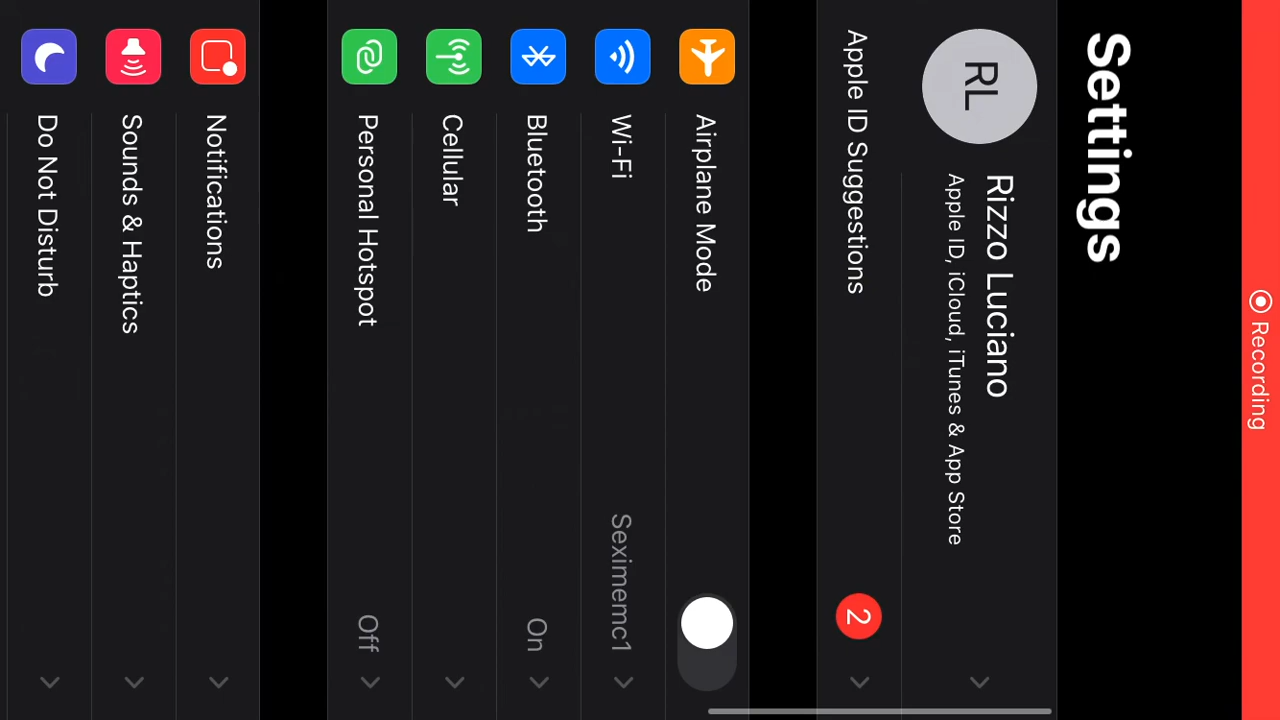 Recording
Settings
RL
Rizzo Luciano
Apple ID, iCloud, iTunes & App Store
Apple ID Suggestions 2
Airplane Mode
Wi-Fi Seximemc1
Bluetooth On
Cellular
Personal Hotspot Off
Notifications
Sounds & Haptics
Do Not Disturb